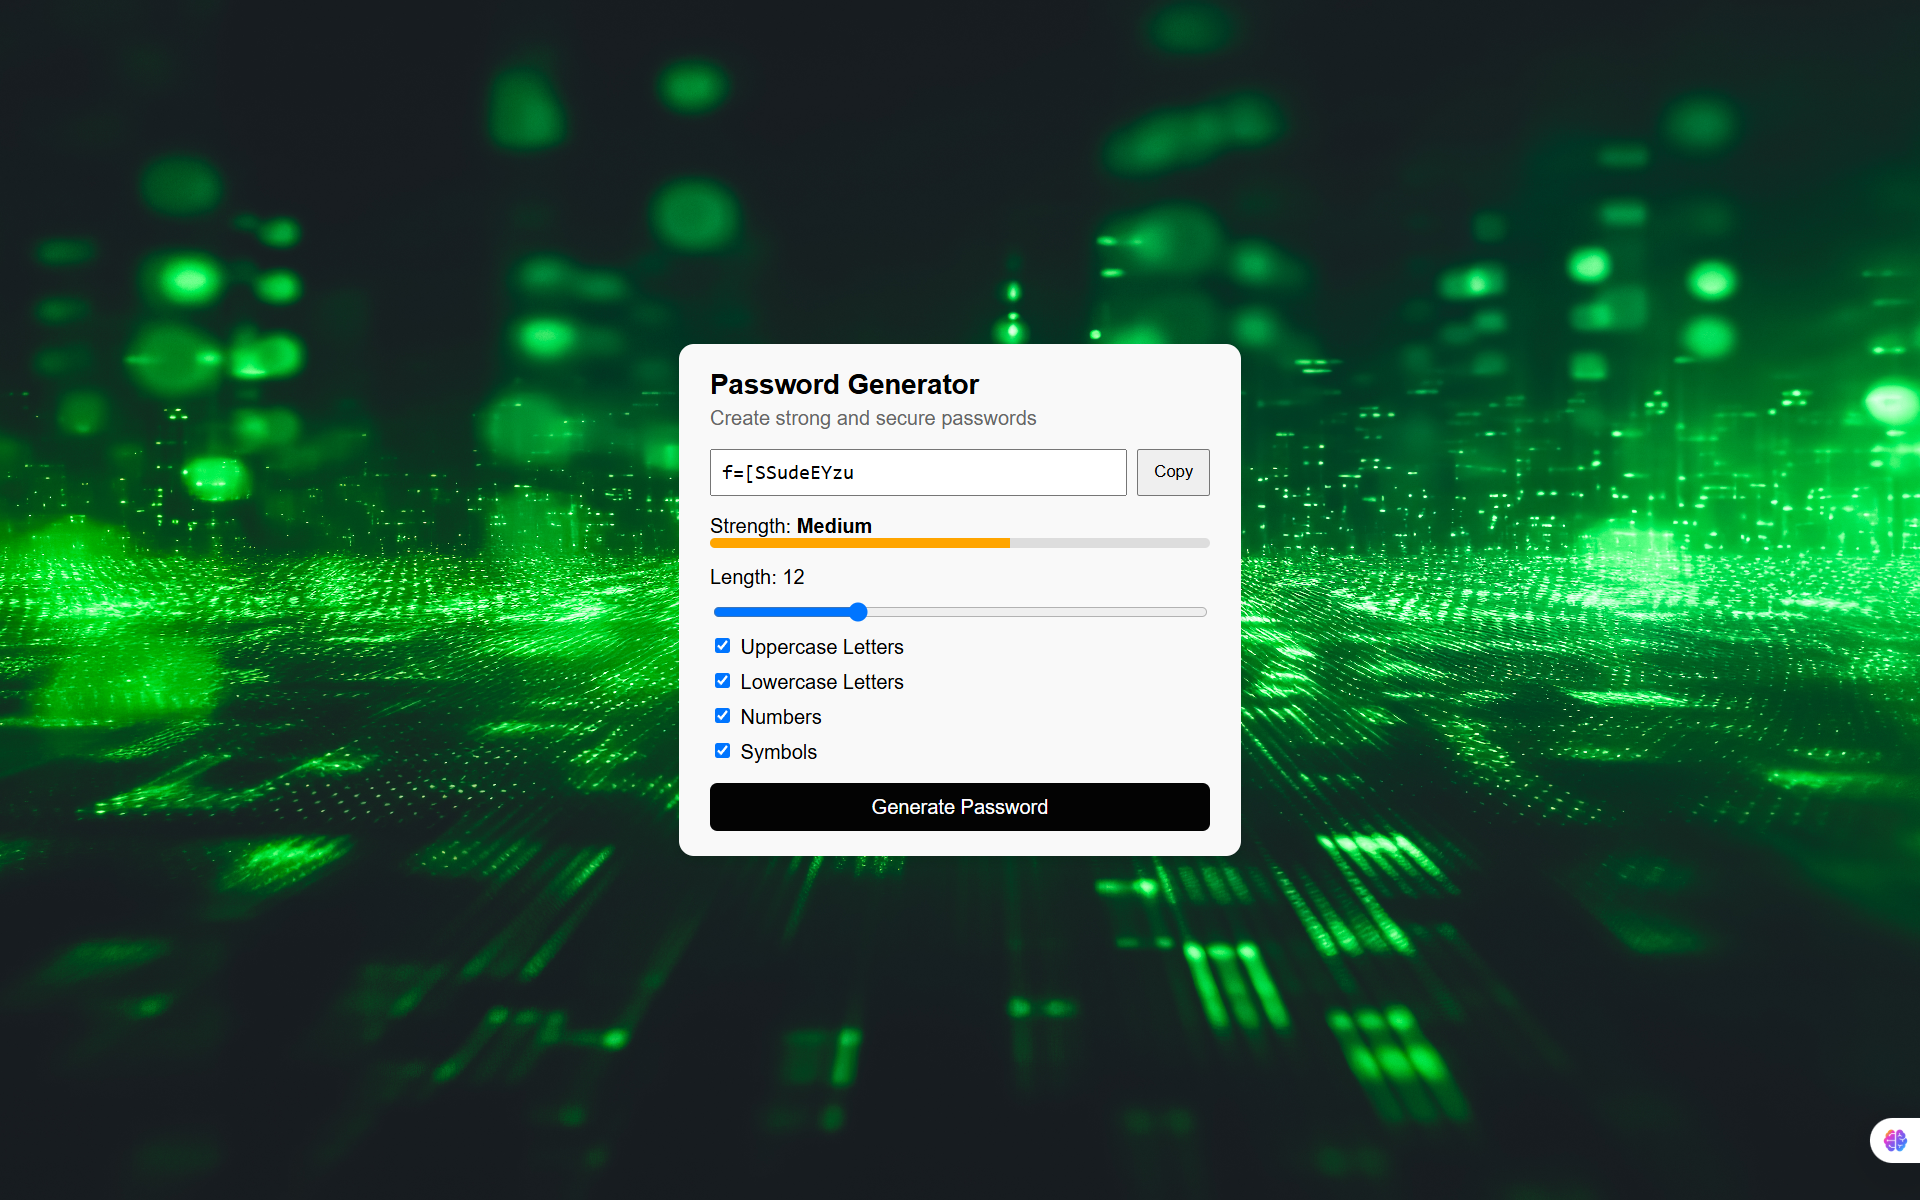 Password Generator
Create strong and secure passwords
f=[SSudeEYzu
Copy
Strength: Medium
Length: 12
Uppercase Letters
Lowercase Letters
Numbers
Symbols
Generate Password